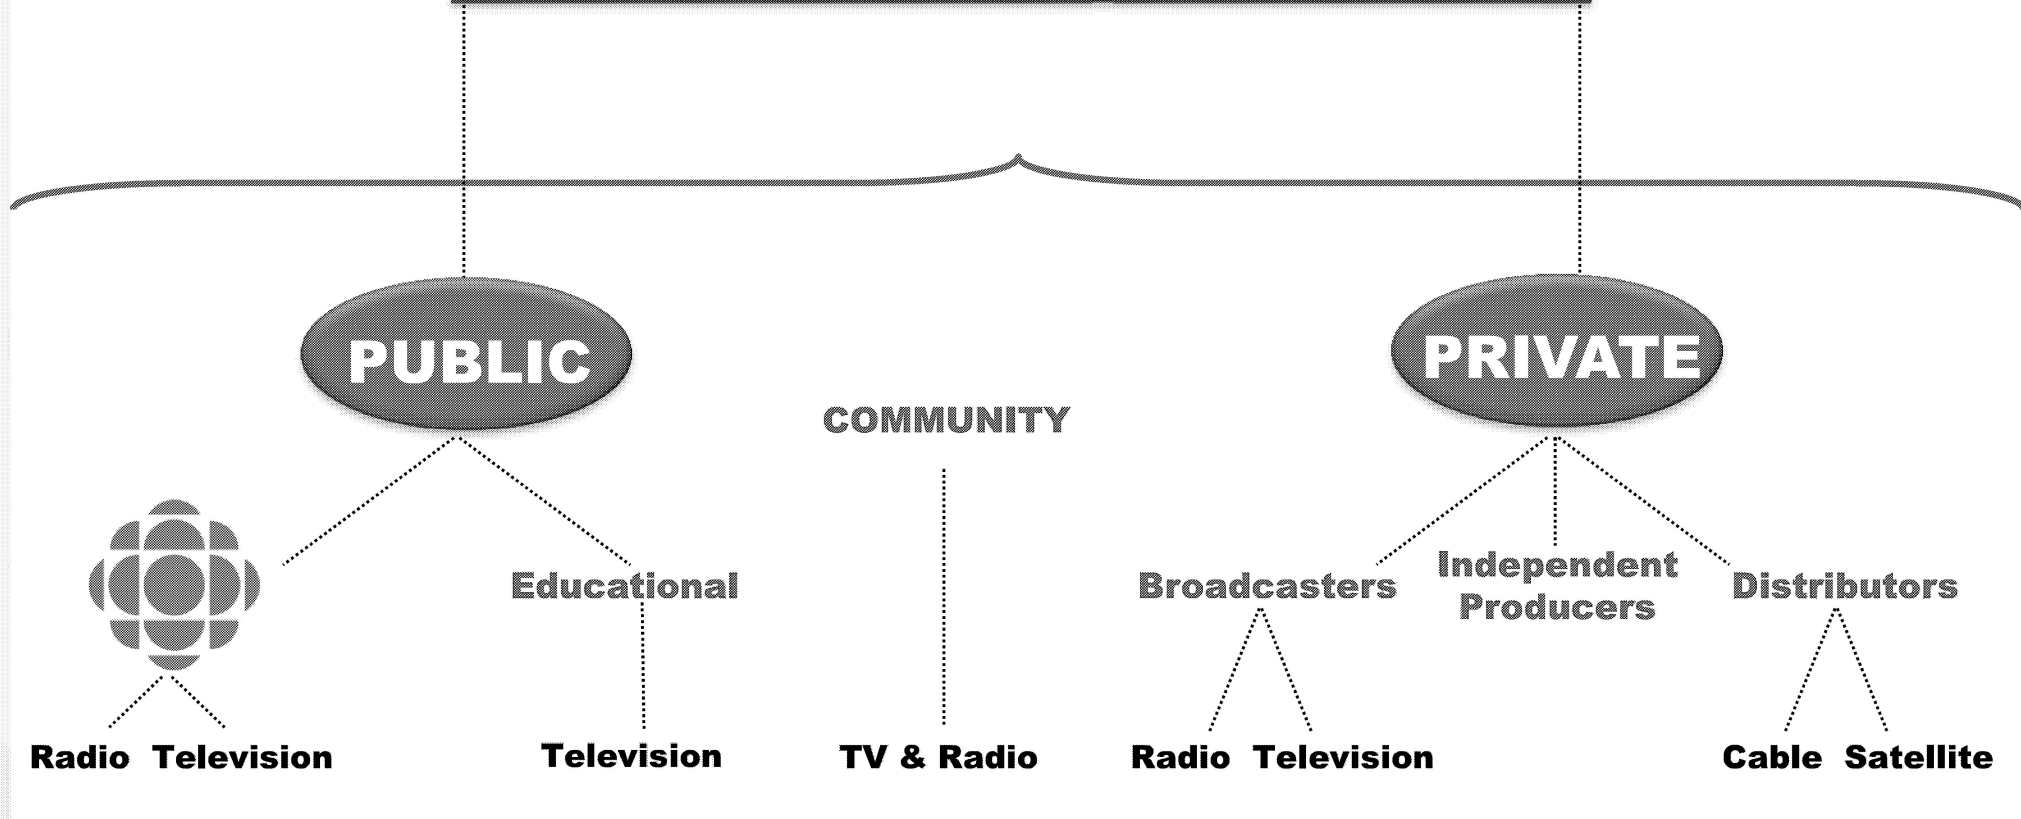 PUBLIC
PRIVATE
COMMUNITY
Educational
Broadcasters
Independent
Producers
Distributors
Radio Television
Television
TV & Radio
Radio Television
Cable Satellite